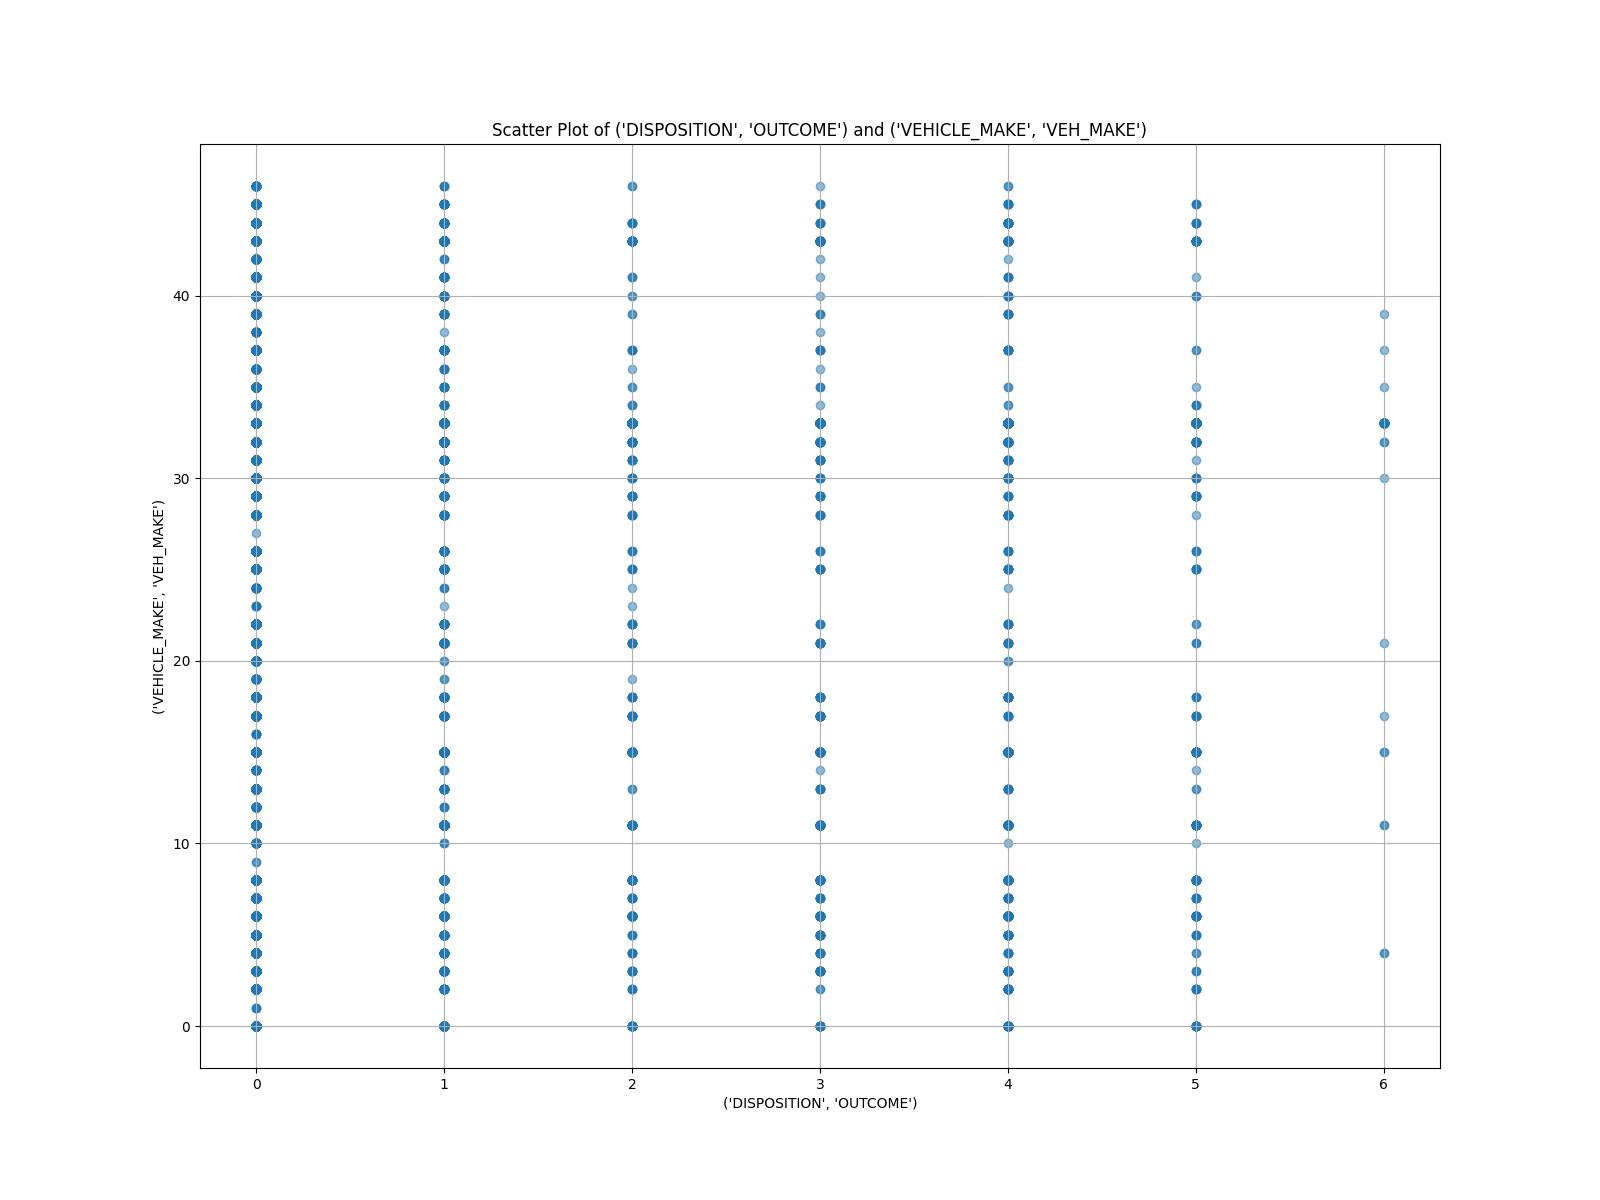 Scatter Plot of ('DISPOSITION', 'OUTCOME') and ('VEHICLE_MAKE', 'VEH_MAKE')
('VEHICLE_MAKE', 'VEH_MAKE')
40
30
20
10
0
0 1 2 3 4 5 6
('DISPOSITION', 'OUTCOME')